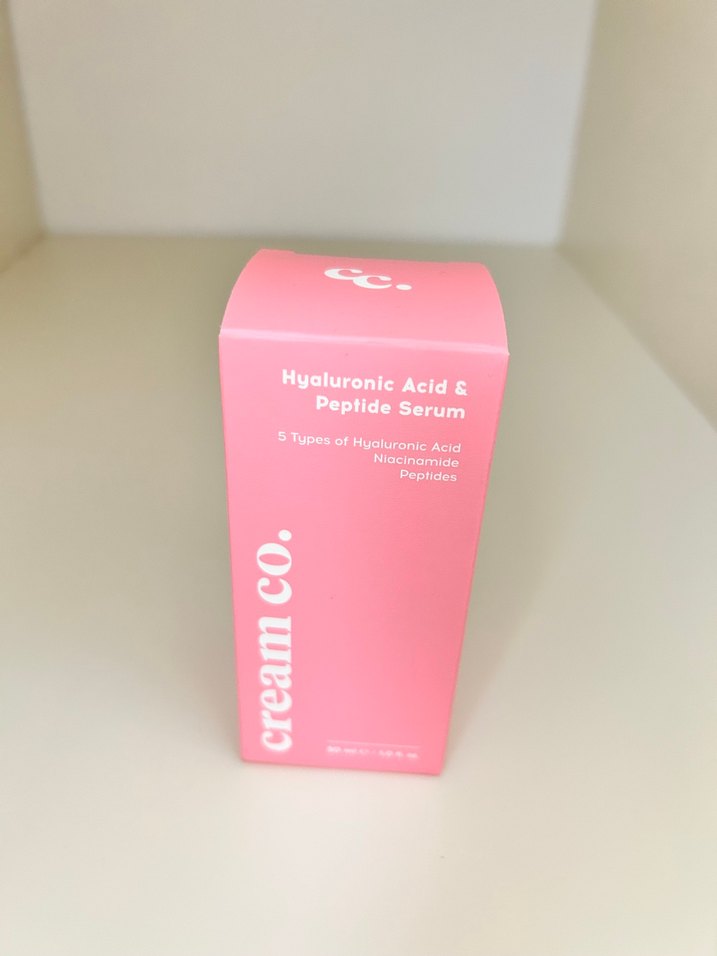 cc.
Hyaluronic Acid &
Peptide Serum
5 Types of Hyaluronic Acid
Niacinamide
Peptides
cream co.